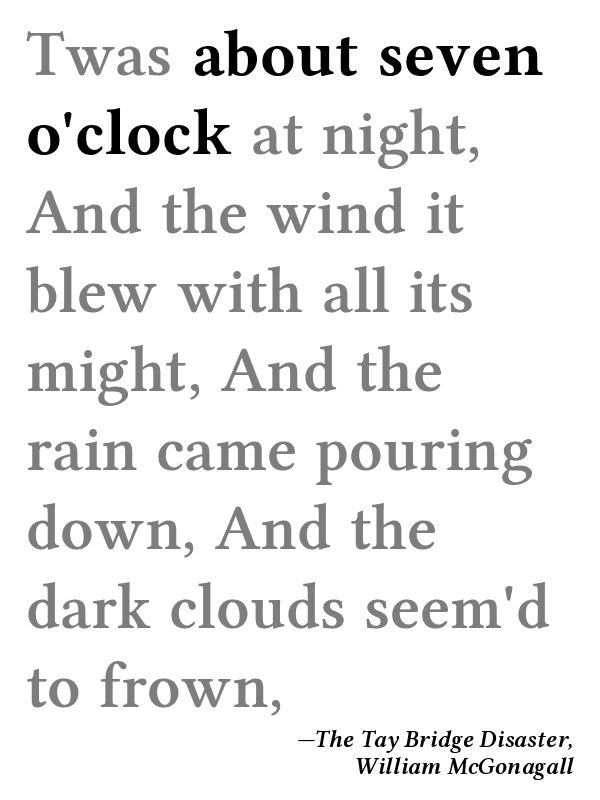 Twas about seven
o'clock at night,
And the wind it
blew with all its
might, And the
rain came pouring
down, And the
dark clouds seem'd
to frown,
—The Tay Bridge Disaster,
William McGonagall